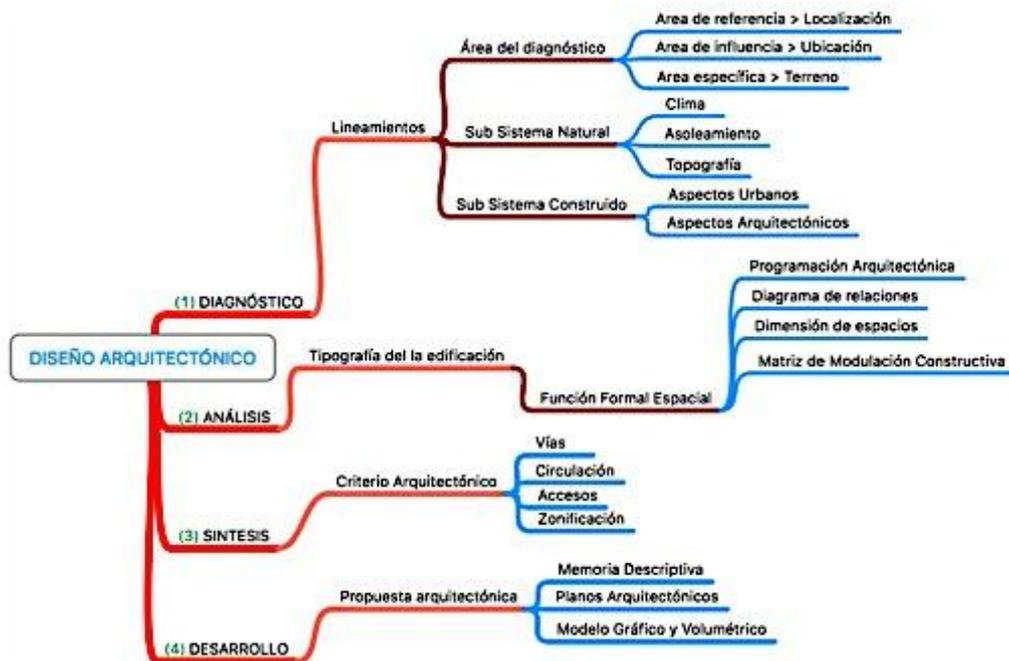 DISEÑO ARQUITECTÓNICO
(1) DIAGNÓSTICO
Lineamientos
Área del diagnóstico
Area de referencia > Localización
Area de influencia > Ubicación
Area específica > Terreno
Sub Sistema Natural
Clima
Asoleamiento
Topografía
Sub Sistema Construido
Aspectos Urbanos
Aspectos Arquitectónicos
(2) ANÁLISIS
Tipografía del la edificación
Función Formal Espacial
Programación Arquitectónica
Diagrama de relaciones
Dimensión de espacios
Matriz de Modulación Constructiva
(3) SINTESIS
Criterio Arquitectónico
Vías
Circulación
Accesos
Zonificación
(4) DESARROLLO
Propuesta arquitectónica
Memoria Descriptiva
Planos Arquitectónicos
Modelo Gráfico y Volumétrico